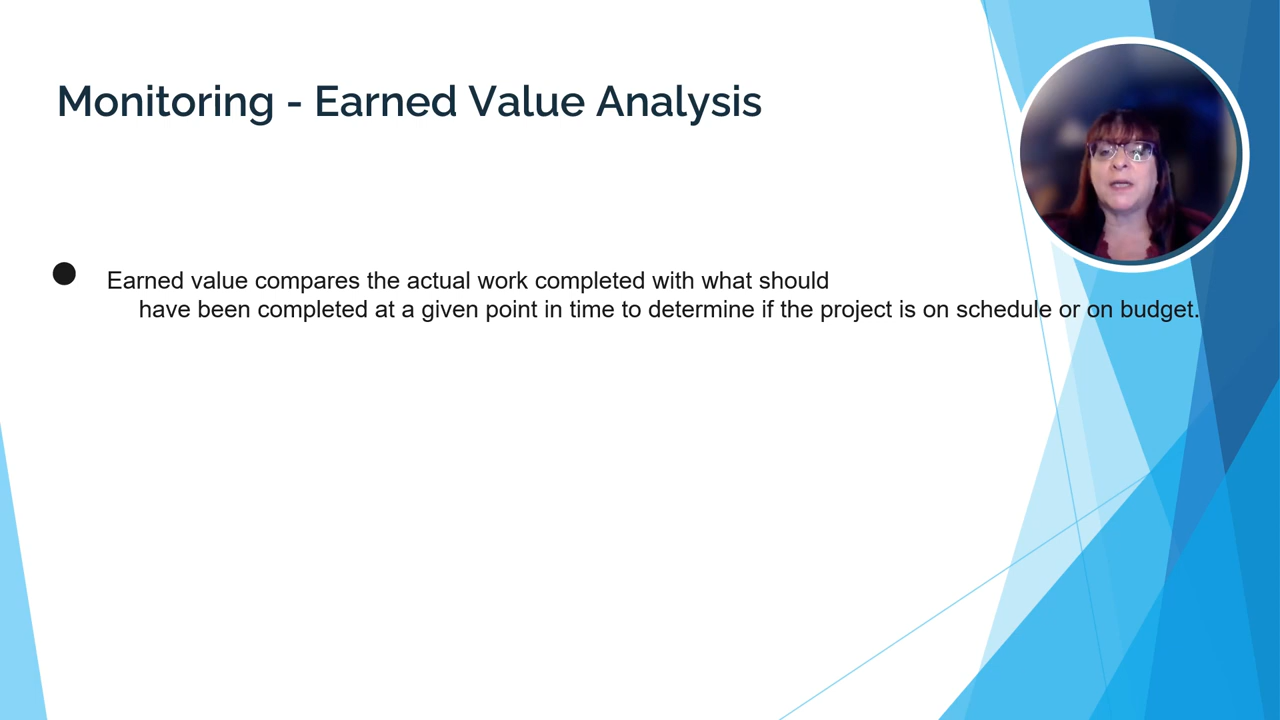 Monitoring - Earned Value Analysis
● Earned value compares the actual work completed with what should
have been completed at a given point in time to determine if the project is on schedule or on budget.